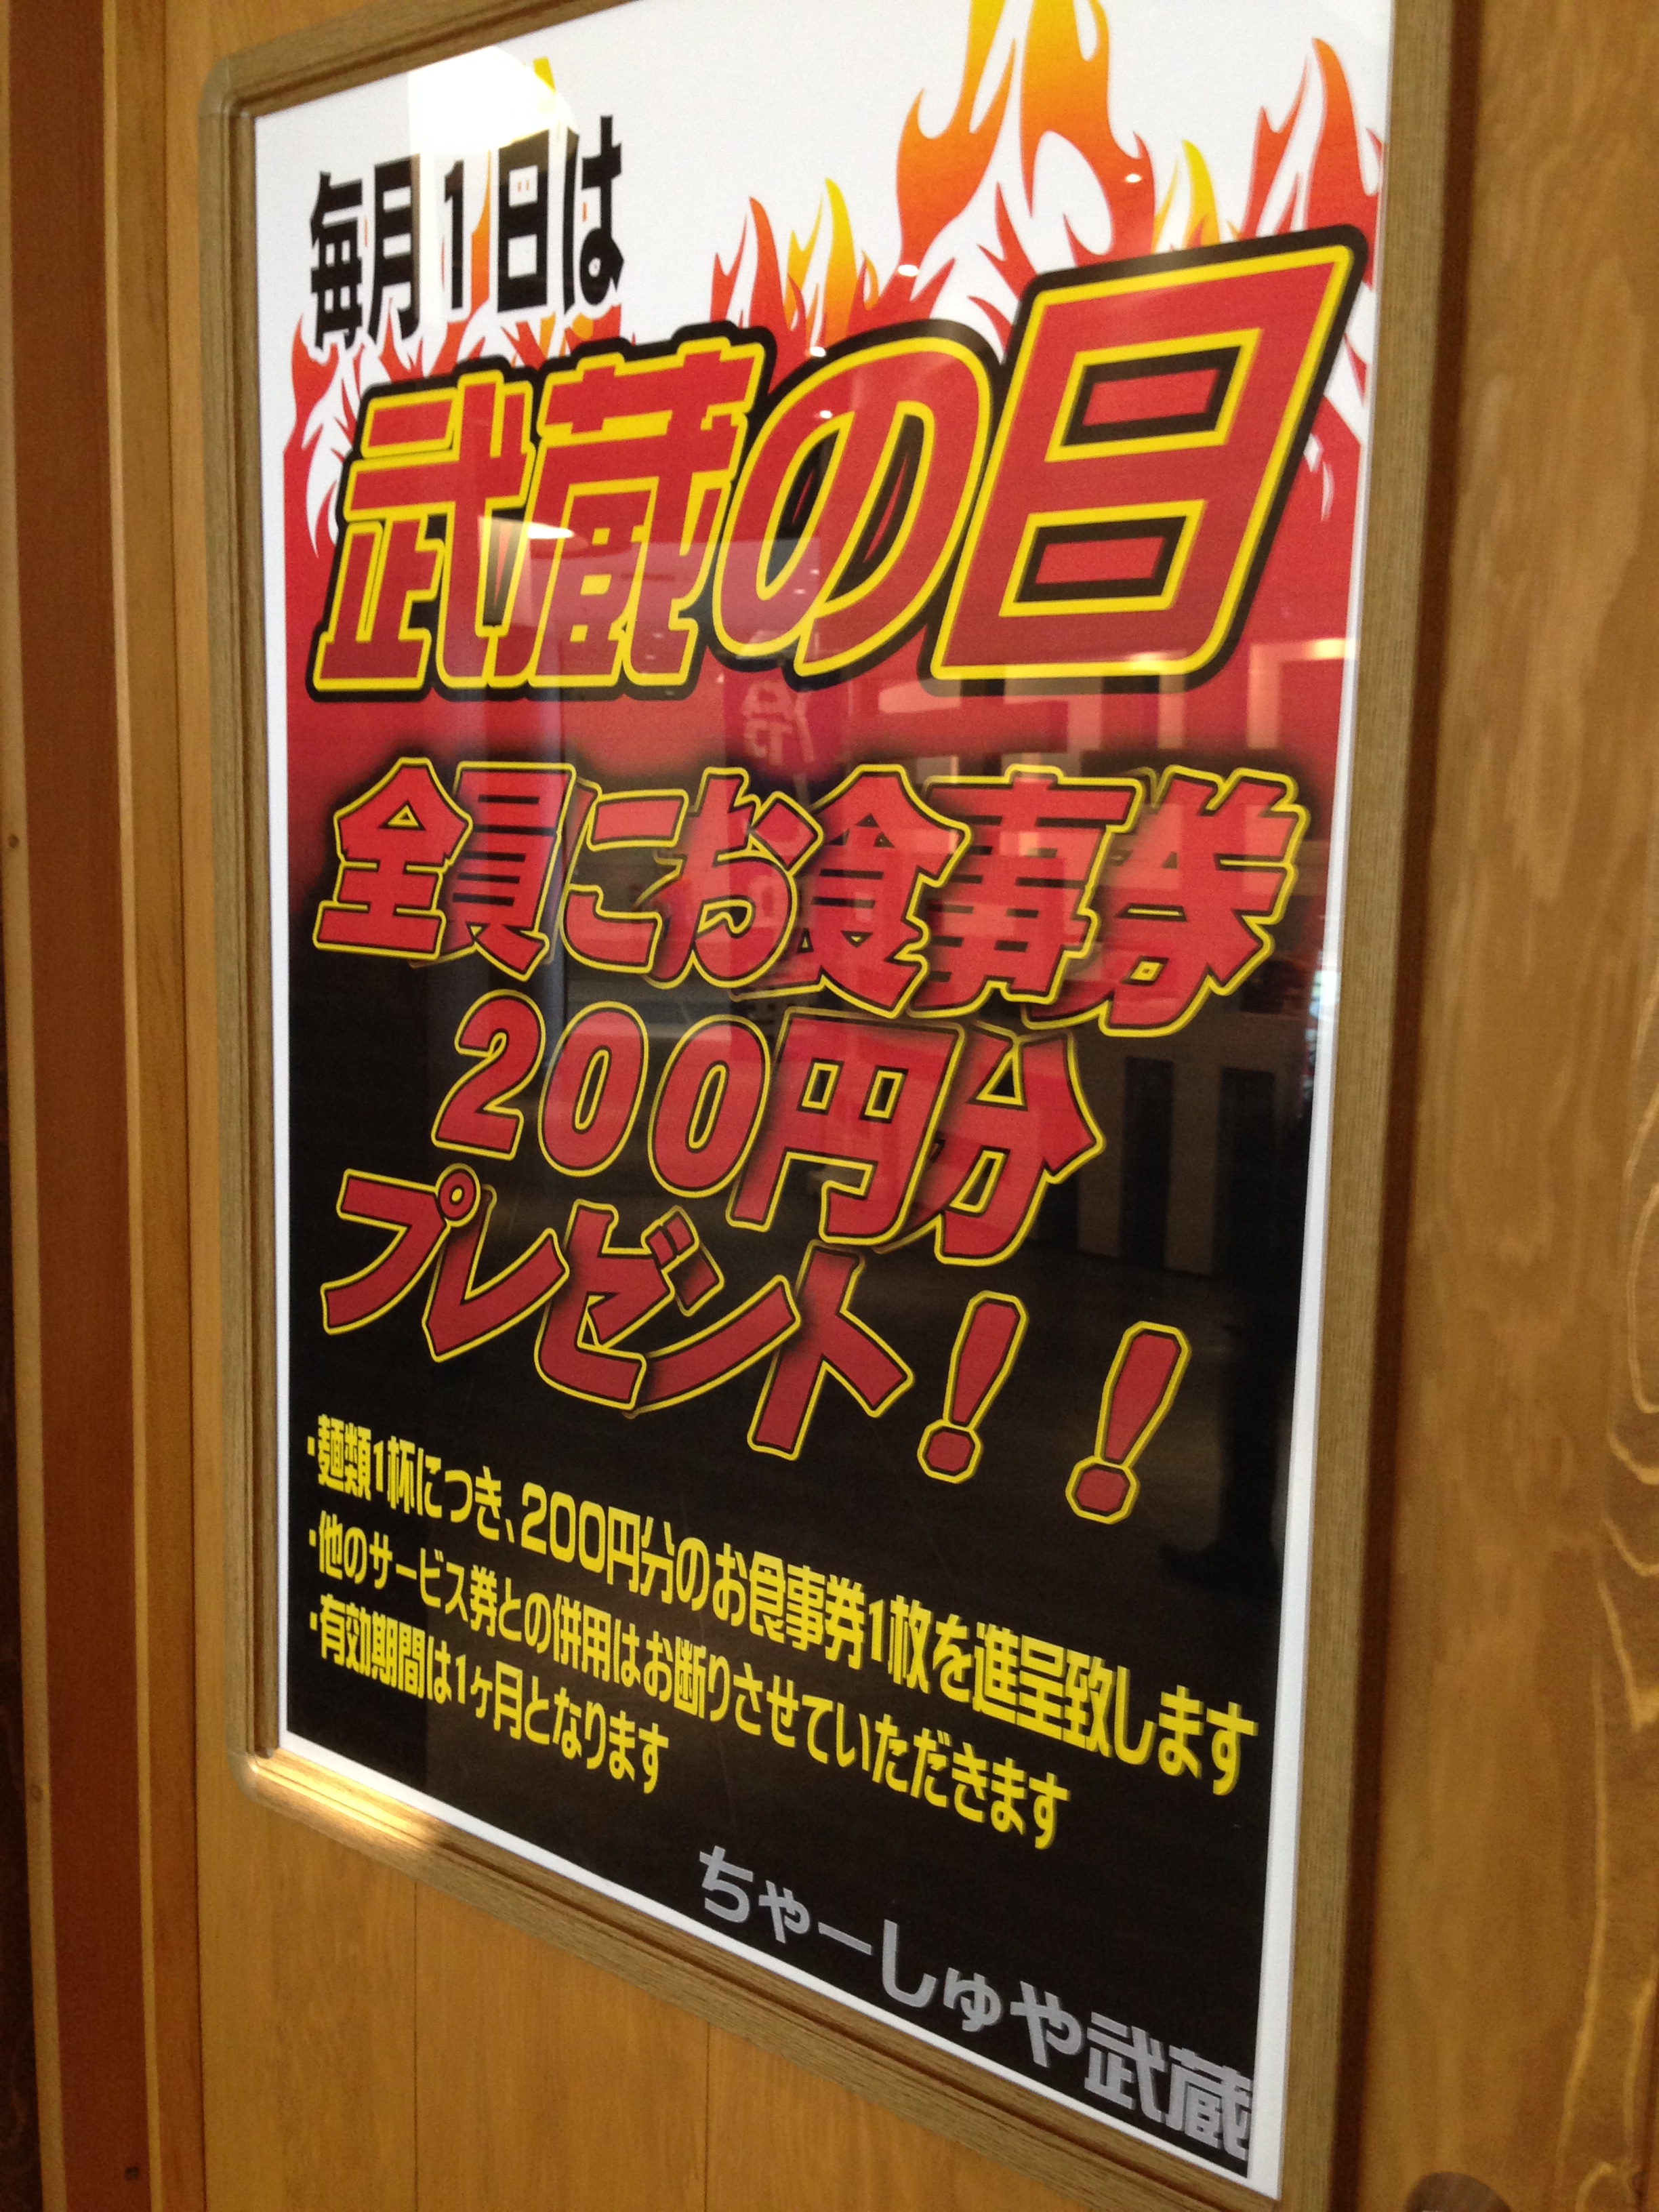 毎月1日は
武蔵の日
全員にお食事券
200円分
プレゼント！！
・麺類1杯につき、200円分のお食事券1枚を進呈致します
・他のサービス券との併用はお断りさせていただきます
・有効期間は1ヶ月となります
ちゃーしゅや武蔵